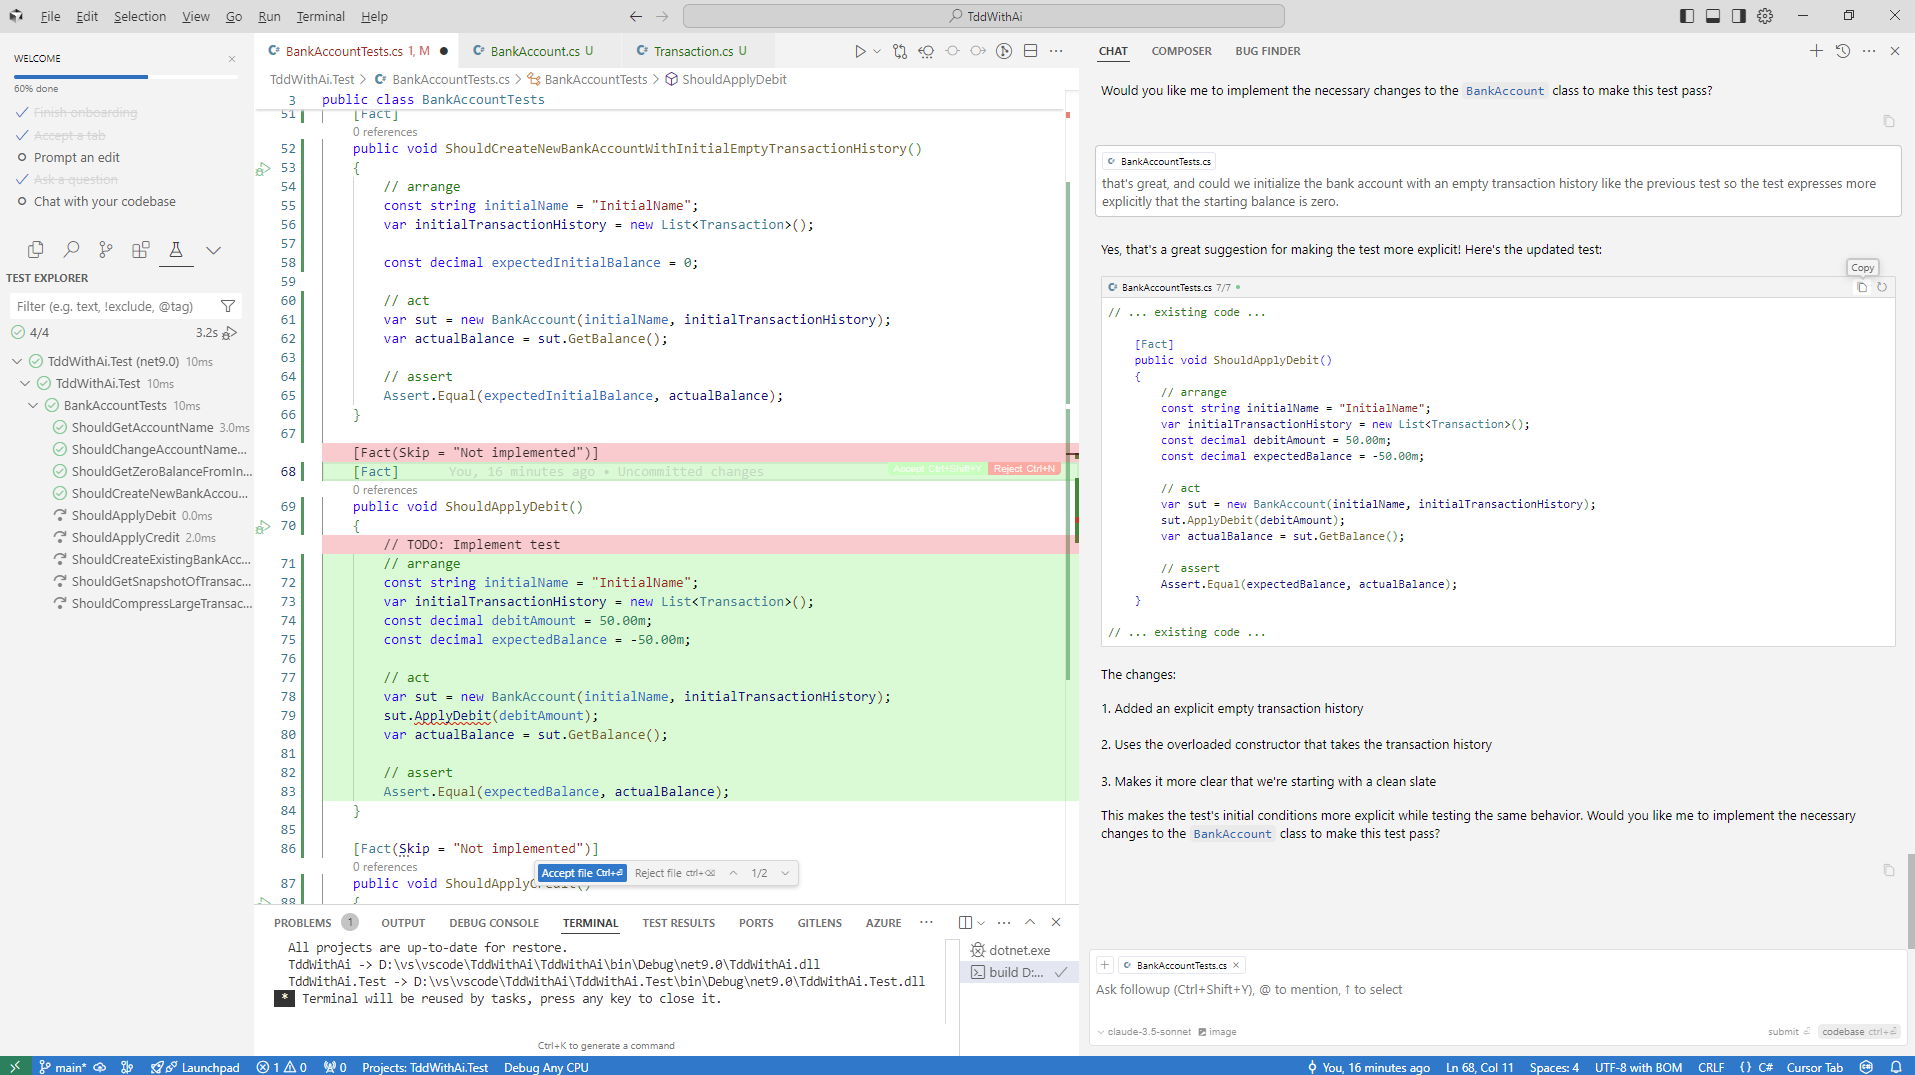 File Edit Selection View Go Run Terminal Help
TddWithAi
WELCOME
60% done
Finish onboarding
Accept a tab
Prompt an edit
Ask a question
Chat with your codebase
TEST EXPLORER
Filter (e.g. text, !exclude, @tag)
4/4 3.2s
TddWithAi.Test (net9.0) 10ms
TddWithAi.Test 10ms
BankAccountTests 10ms
ShouldGetAccountName 3.0ms
ShouldChangeAccountName...
ShouldGetZeroBalanceFromIn...
ShouldCreateNewBankAccou...
ShouldApplyDebit 0.0ms
ShouldApplyCredit 2.0ms
ShouldCreateExistingBankAcc...
ShouldGetSnapshotOfTransac...
ShouldCompressLargeTransac...
BankAccountTests.cs 1, M
BankAccount.cs U
Transaction.cs U
TddWithAi.Test > BankAccountTests.cs > BankAccountTests > ShouldApplyDebit
3 public class BankAccountTests
51 [Fact]
0 references
52 public void ShouldCreateNewBankAccountWithInitialEmptyTransactionHistory()
53 {
54 // arrange
55 const string initialName = "InitialName";
56 var initialTransactionHistory = new List<Transaction>();
57
58 const decimal expectedInitialBalance = 0;
59
60 // act
61 var sut = new BankAccount(initialName, initialTransactionHistory);
62 var actualBalance = sut.GetBalance();
63
64 // assert
65 Assert.Equal(expectedInitialBalance, actualBalance);
66 }
67
[Fact(Skip = "Not implemented")]
68 [Fact] You, 16 minutes ago • Uncommitted changes Accept Ctrl+Shift+Y Reject Ctrl+N
0 references
69 public void ShouldApplyDebit()
70 {
// TODO: Implement test
71 // arrange
72 const string initialName = "InitialName";
73 var initialTransactionHistory = new List<Transaction>();
74 const decimal debitAmount = 50.00m;
75 const decimal expectedBalance = -50.00m;
76
77 // act
78 var sut = new BankAccount(initialName, initialTransactionHistory);
79 sut.ApplyDebit(debitAmount);
80 var actualBalance = sut.GetBalance();
81
82 // assert
83 Assert.Equal(expectedBalance, actualBalance);
84 }
85
86 [Fact(Skip = "Not implemented")]
0 references
87 public void ShouldApplyCredit()
88 {
Accept file Ctrl+⏎ Reject file ctrl+⌫ 1/2
PROBLEMS 1 OUTPUT DEBUG CONSOLE TERMINAL TEST RESULTS PORTS GITLENS AZURE
All projects are up-to-date for restore.
TddWithAi -> D:\vs\vscode\TddWithAi\TddWithAi\bin\Debug\net9.0\TddWithAi.dll
TddWithAi.Test -> D:\vs\vscode\TddWithAi\TddWithAi.Test\bin\Debug\net9.0\TddWithAi.Test.dll
* Terminal will be reused by tasks, press any key to close it.
dotnet.exe
build D:...
Ctrl+K to generate a command
CHAT COMPOSER BUG FINDER
Would you like me to implement the necessary changes to the BankAccount class to make this test pass?
BankAccountTests.cs
that's great, and could we initialize the bank account with an empty transaction history like the previous test so the test expresses more
explicitly that the starting balance is zero.
Yes, that's a great suggestion for making the test more explicit! Here's the updated test:
Copy
BankAccountTests.cs 7/7 •
// ... existing code ...
[Fact]
public void ShouldApplyDebit()
{
// arrange
const string initialName = "InitialName";
var initialTransactionHistory = new List<Transaction>();
const decimal debitAmount = 50.00m;
const decimal expectedBalance = -50.00m;
// act
var sut = new BankAccount(initialName, initialTransactionHistory);
sut.ApplyDebit(debitAmount);
var actualBalance = sut.GetBalance();
// assert
Assert.Equal(expectedBalance, actualBalance);
}
// ... existing code ...
The changes:
1. Added an explicit empty transaction history
2. Uses the overloaded constructor that takes the transaction history
3. Makes it more clear that we're starting with a clean slate
This makes the test's initial conditions more explicit while testing the same behavior. Would you like me to implement the necessary
changes to the BankAccount class to make this test pass?
BankAccountTests.cs
Ask followup (Ctrl+Shift+Y), @ to mention, ↑ to select
claude-3.5-sonnet image submit ⏎ codebase ctrl+⏎
main* Launchpad 1 0 0 Projects: TddWithAi.Test Debug Any CPU You, 16 minutes ago Ln 68, Col 11 Spaces: 4 UTF-8 with BOM CRLF {} C# Cursor Tab